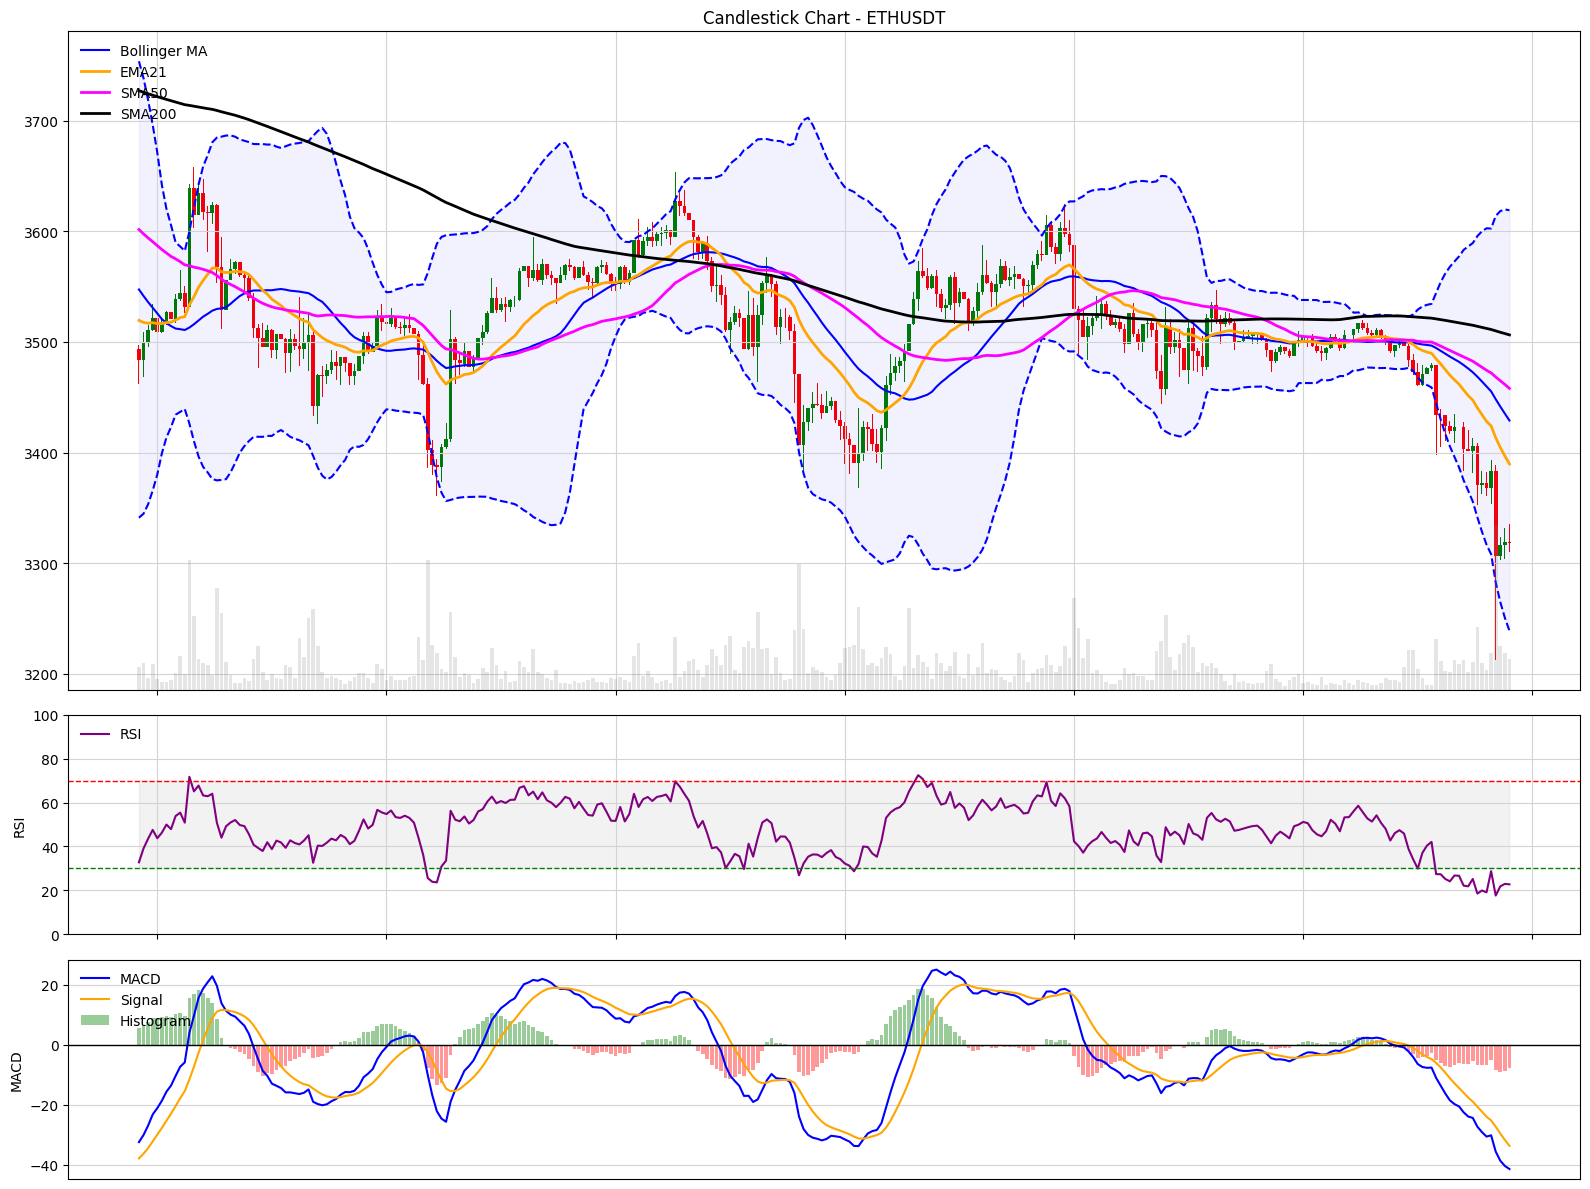 Candlestick Chart - ETHUSDT
Bollinger MA
EMA21
SMA50
SMA200
3700
3600
3500
3400
3300
3200
RSI
100
80
60
40
20
0
RSI
MACD
Signal
Histogram
20
0
−20
−40
MACD